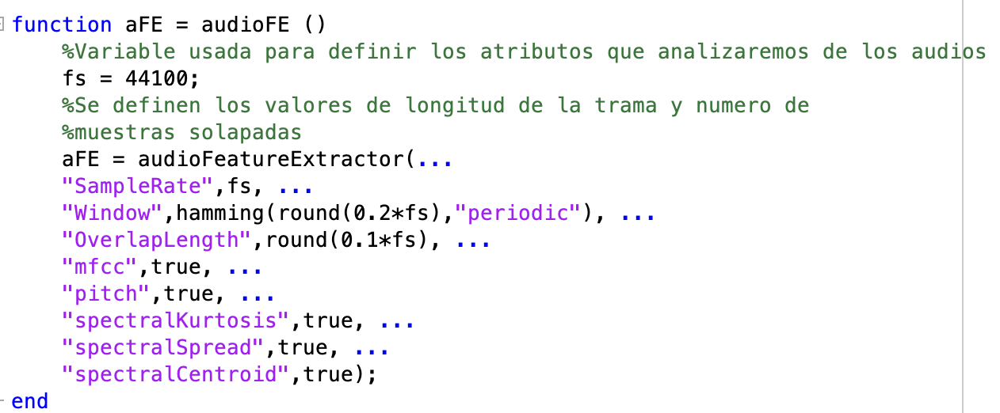 function aFE = audioFE ()
%Variable usada para definir los atributos que analizaremos de los audios
fs = 44100;
%Se definen los valores de longitud de la trama y numero de
%muestras solapadas
aFE = audioFeatureExtractor(...
"SampleRate",fs, ...
"Window",hamming(round(0.2*fs),"periodic"), ...
"OverlapLength",round(0.1*fs), ...
"mfcc",true, ...
"pitch",true, ...
"spectralKurtosis",true, ...
"spectralSpread",true, ...
"spectralCentroid",true);
end